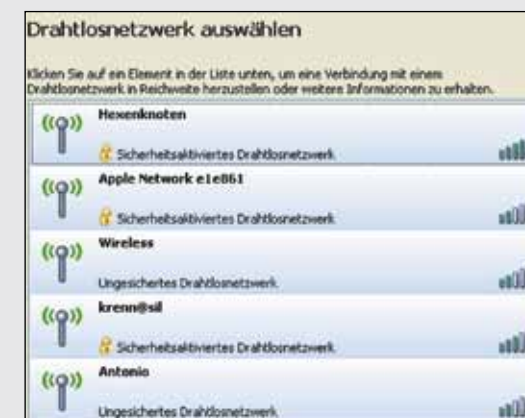 Drahtlosnetzwerk auswählen
Klicken Sie auf ein Element in der Liste unten, um eine Verbindung mit einem
Drahtlosnetzwerk in Reichweite herzustellen oder weitere Informationen zu erhalten.
Hexenknoten
Sicherheitsaktiviertes Drahtlosnetzwerk
Apple Network e1e861
Sicherheitsaktiviertes Drahtlosnetzwerk
Wireless
Ungesichertes Drahtlosnetzwerk
krenn@sil
Sicherheitsaktiviertes Drahtlosnetzwerk
Antonio
Ungesichertes Drahtlosnetzwerk